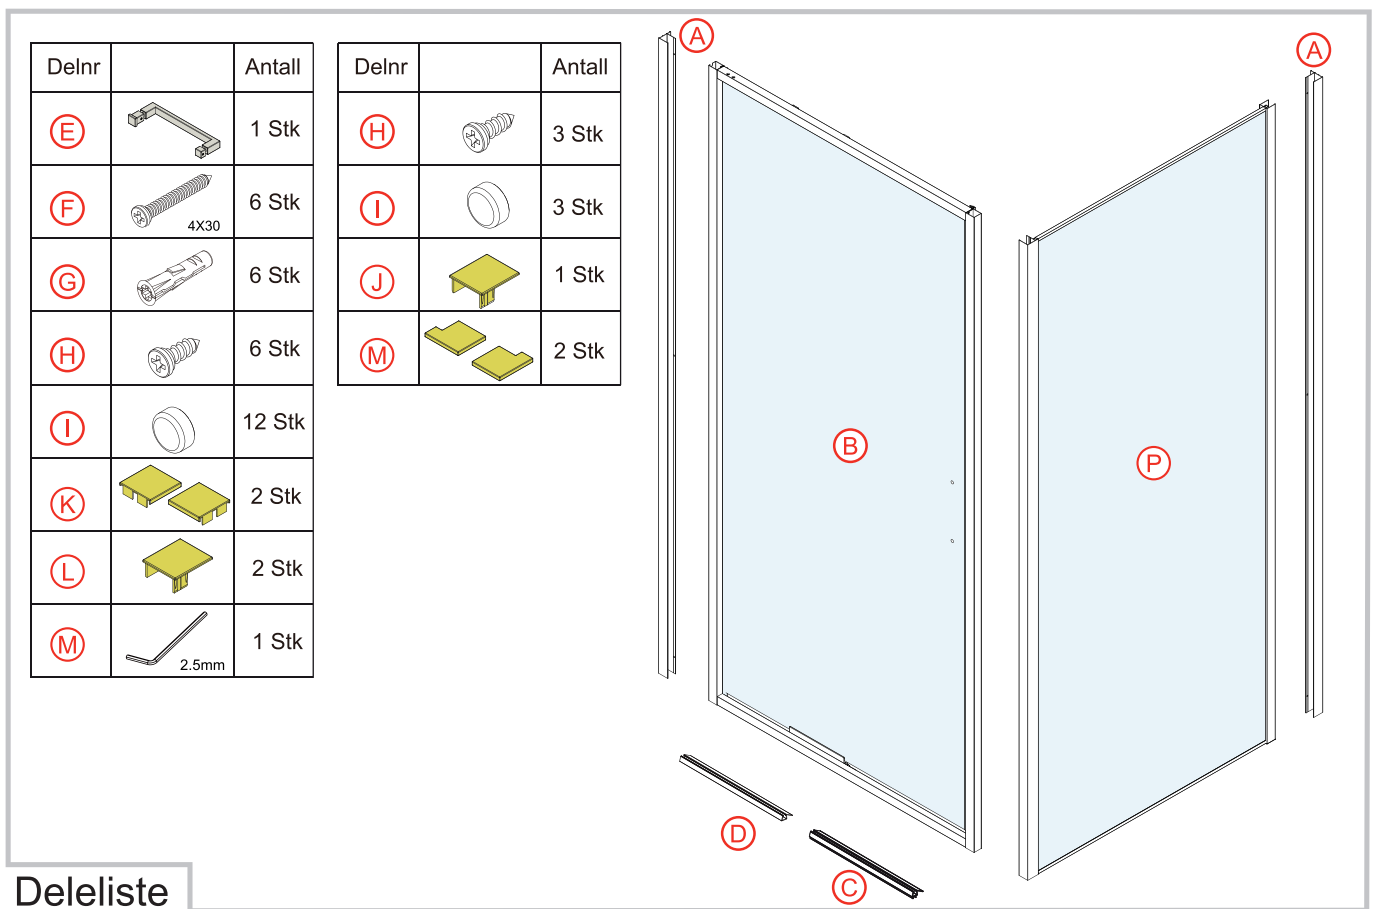 Delnr Antall
E 1 Stk
F 4X30 6 Stk
G 6 Stk
H 6 Stk
I 12 Stk
K 2 Stk
L 2 Stk
M 2.5mm 1 Stk
Delnr Antall
H 3 Stk
I 3 Stk
J 1 Stk
M 2 Stk
A
A
B
P
D
C
Deleliste